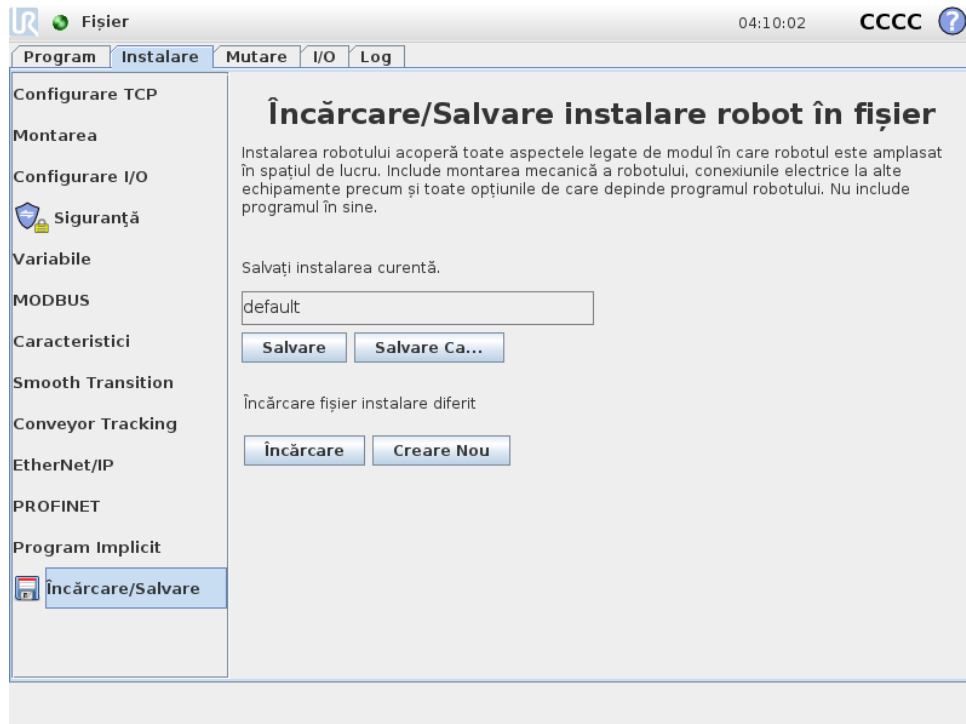 UR Fișier 04:10:02 CCCC ?
Program Instalare Mutare I/O Log
Configurare TCP
Montarea
Configurare I/O
Siguranță
Variabile
MODBUS
Caracteristici
Smooth Transition
Conveyor Tracking
EtherNet/IP
PROFINET
Program Implicit
Încărcare/Salvare
Încărcare/Salvare instalare robot în fișier
Instalarea robotului acoperă toate aspectele legate de modul în care robotul este amplasat
în spațiul de lucru. Include montarea mecanică a robotului, conexiunile electrice la alte
echipamente precum și toate opțiunile de care depinde programul robotului. Nu include
programul în sine.
Salvați instalarea curentă.
default
Salvare Salvare Ca...
Încărcare fișier instalare diferit
Încărcare Creare Nou